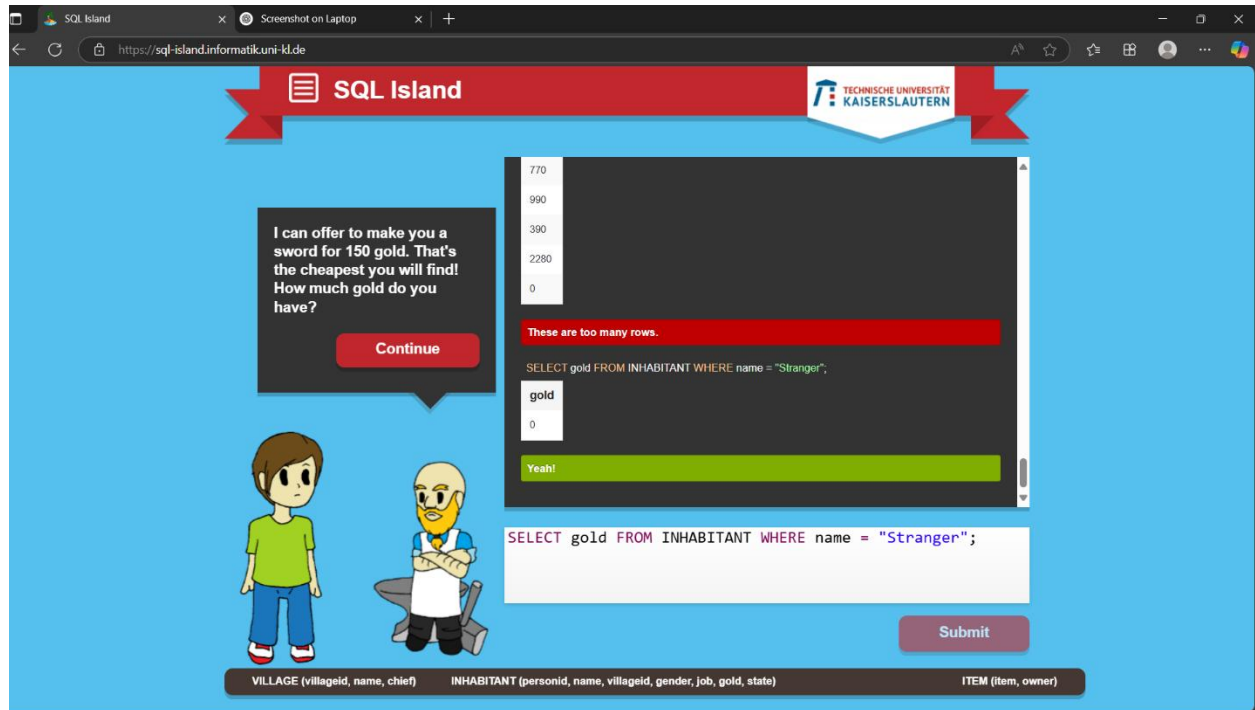 SQL Island
Screenshot on Laptop
https://sql-island.informatik.uni-kl.de
SQL Island
TECHNISCHE UNIVERSITÄT
KAISERSLAUTERN
I can offer to make you a
sword for 150 gold. That's
the cheapest you will find!
How much gold do you
have?
Continue
770
990
390
2280
0
These are too many rows.
SELECT gold FROM INHABITANT WHERE name = "Stranger";
gold
0
Yeah!
SELECT gold FROM INHABITANT WHERE name = "Stranger";
Submit
VILLAGE (villageid, name, chief) INHABITANT (personid, name, villageid, gender, job, gold, state) ITEM (item, owner)